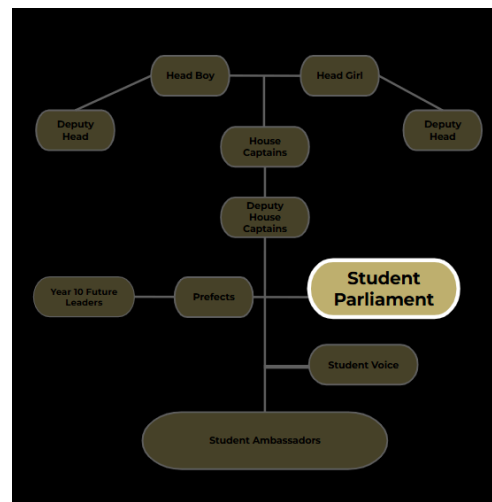 Head Boy
Head Girl
Deputy
Head
Deputy
Head
House
Captains
Deputy
House
Captains
Year 10 Future
Leaders
Prefects
Student
Parliament
Student Voice
Student Ambassadors